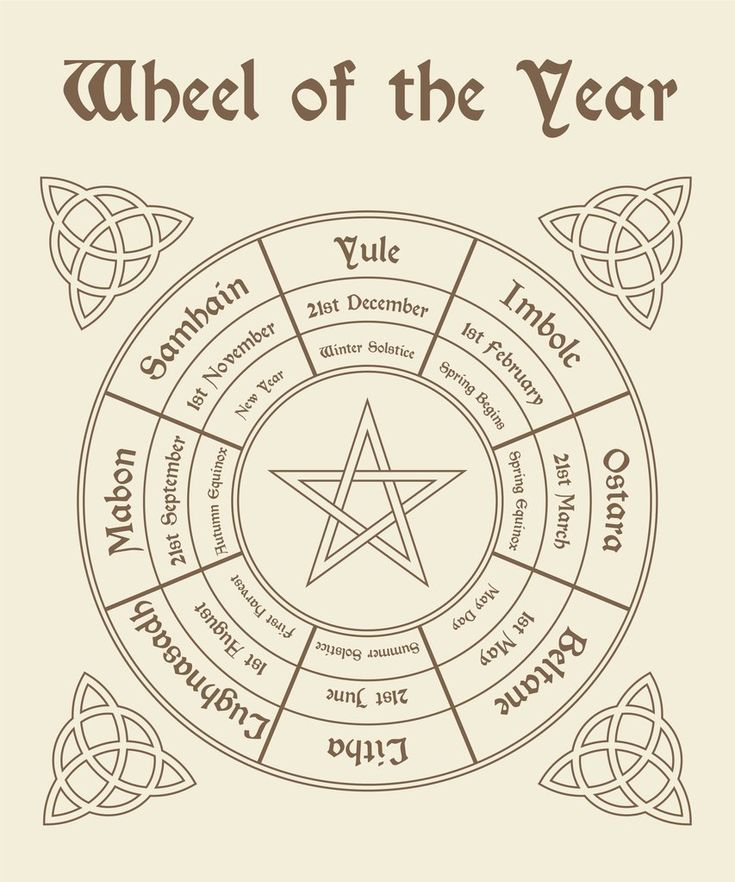 Wheel of the Year
Yule
21st December
Winter Solstice
Imbolc
1st February
Spring Begins
Ostara
21st March
Spring Equinox
Beltane
1st May
May Day
Litha
21st June
Summer Solstice
Lughnasadh
1st August
First Harvest
Mabon
21st September
Autumn Equinox
Samhain
1st November
New Year